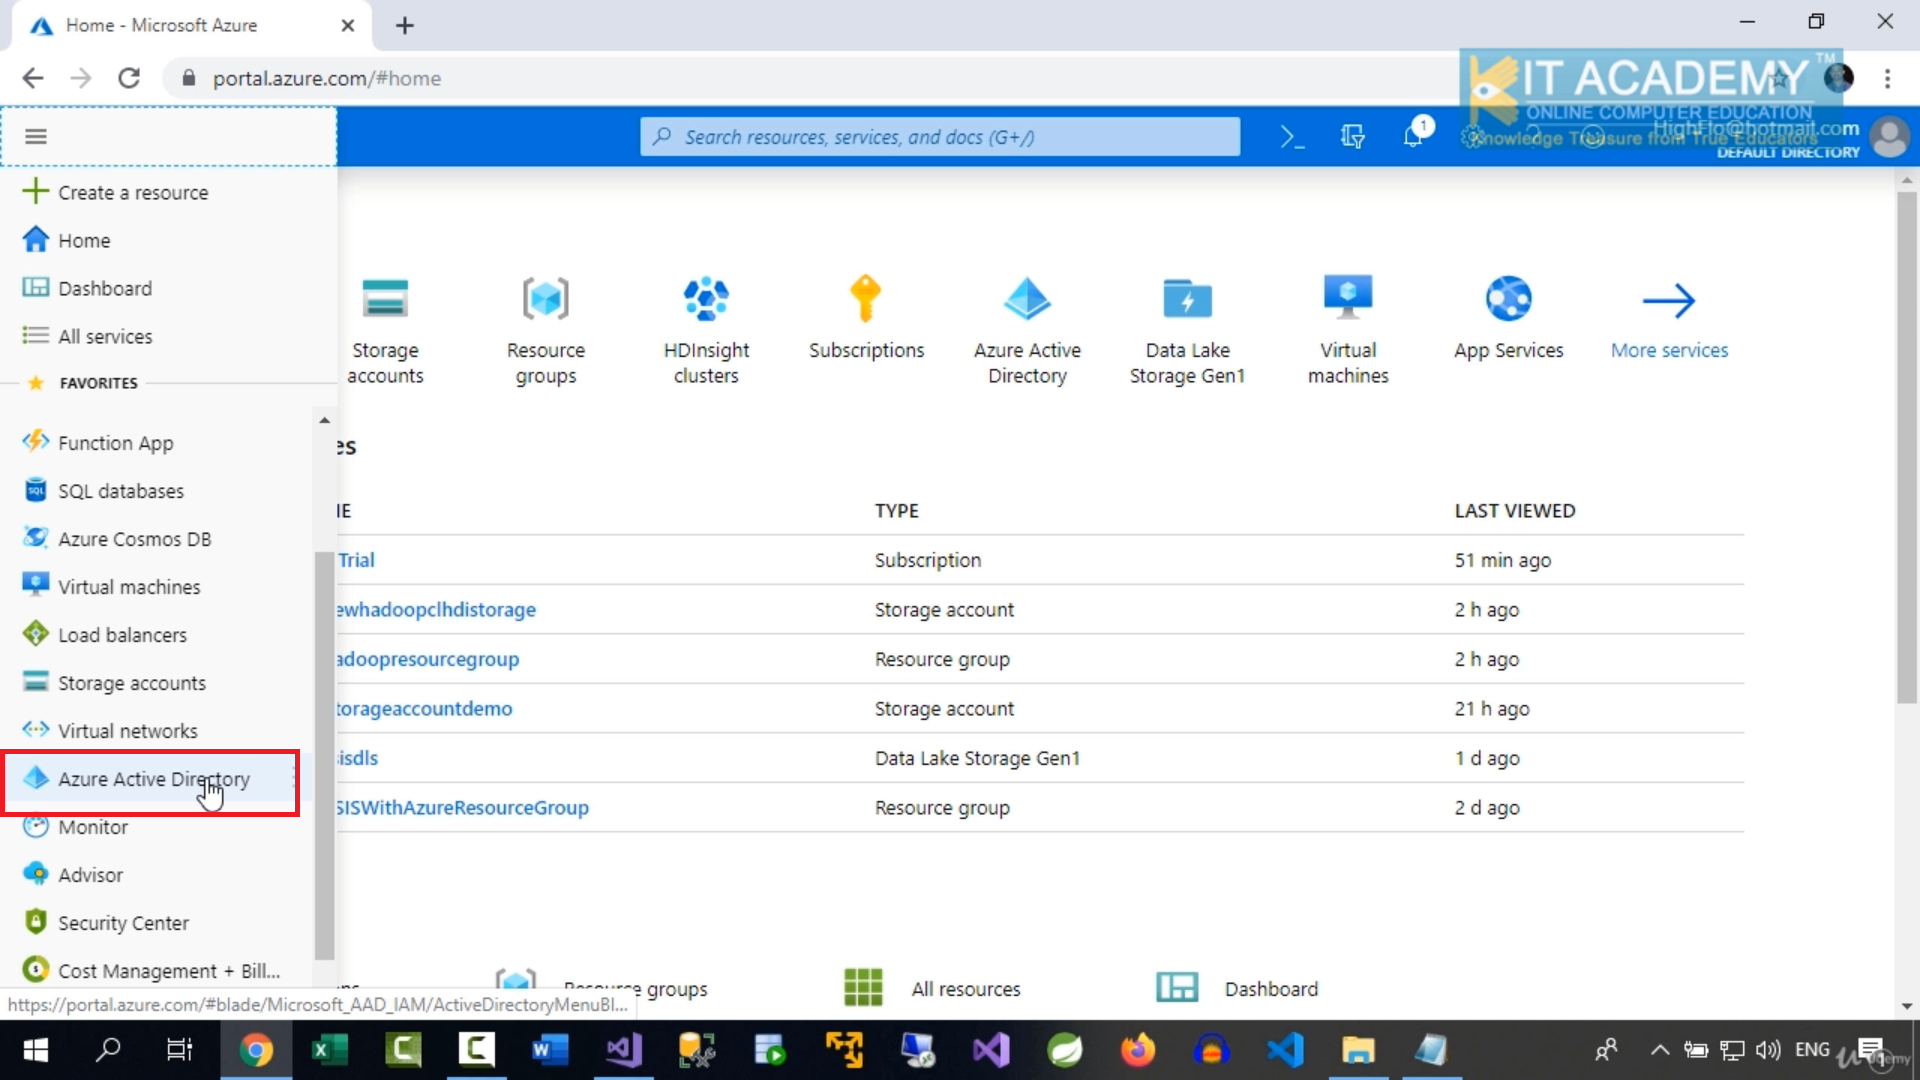 Home - Microsoft Azure
portal.azure.com/#home
KIT ACADEMY™
ONLINE COMPUTER EDUCATION
Knowledge Treasure from True Educators
Search resources, services, and docs (G+/)
1
HighFlo@hotmail.com
DEFAULT DIRECTORY
Create a resource
Home
Dashboard
All services
FAVORITES
Function App
SQL databases
Azure Cosmos DB
Virtual machines
Load balancers
Storage accounts
Virtual networks
Azure Active Directory
Monitor
Advisor
Security Center
Cost Management + Bill...
Storage accounts
Resource groups
HDInsight clusters
Subscriptions
Azure Active Directory
Data Lake Storage Gen1
Virtual machines
App Services
More services
es
ME TYPE LAST VIEWED
Trial Subscription 51 min ago
ewhadoopclhdistorage Storage account 2 h ago
adoopresourcegroup Resource group 2 h ago
torageaccountdemo Storage account 21 h ago
isdls Data Lake Storage Gen1 1 d ago
SISWithAzureResourceGroup Resource group 2 d ago
Resource groups
All resources
Dashboard
https://portal.azure.com/#blade/Microsoft_AAD_IAM/ActiveDirectoryMenuBl...
ENG